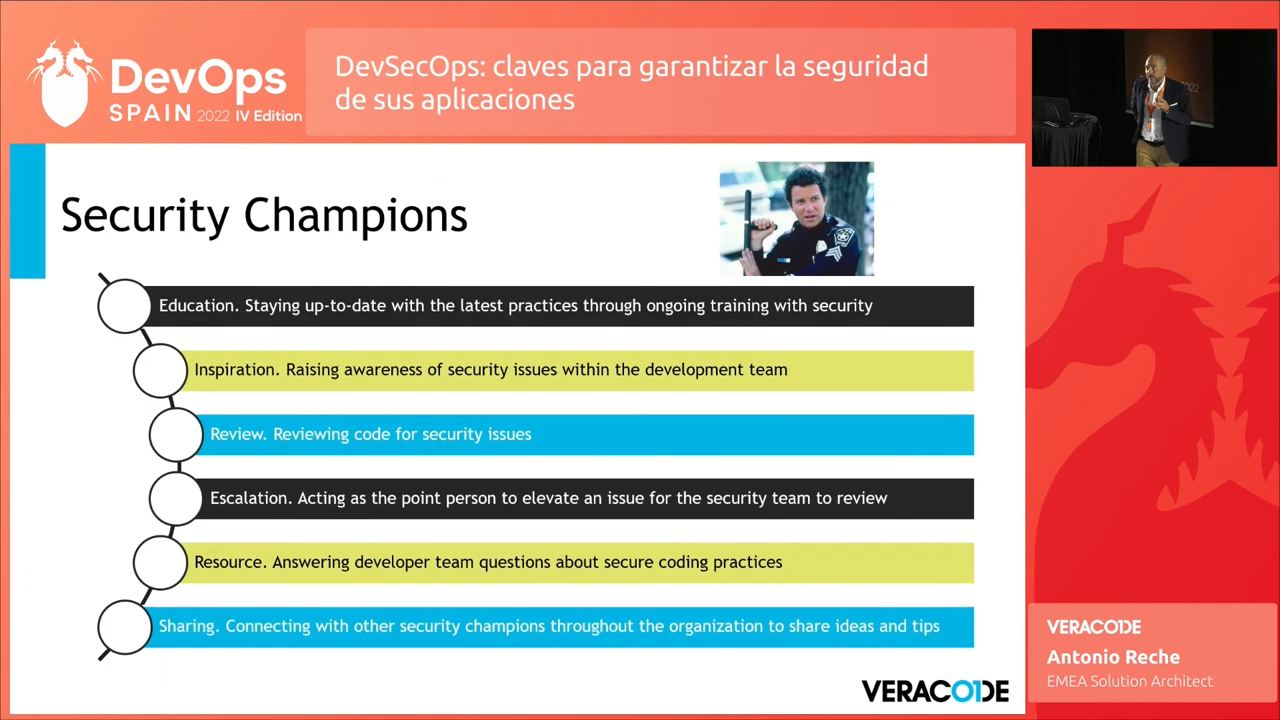 DevOps
SPAIN 2022 IV Edition
DevSecOps: claves para garantizar la seguridad
de sus aplicaciones
Security Champions
Education. Staying up-to-date with the latest practices through ongoing training with security
Inspiration. Raising awareness of security issues within the development team
Review. Reviewing code for security issues
Escalation. Acting as the point person to elevate an issue for the security team to review
Resource. Answering developer team questions about secure coding practices
Sharing. Connecting with other security champions throughout the organization to share ideas and tips
VERACODE
VERACODE
Antonio Reche
EMEA Solution Architect